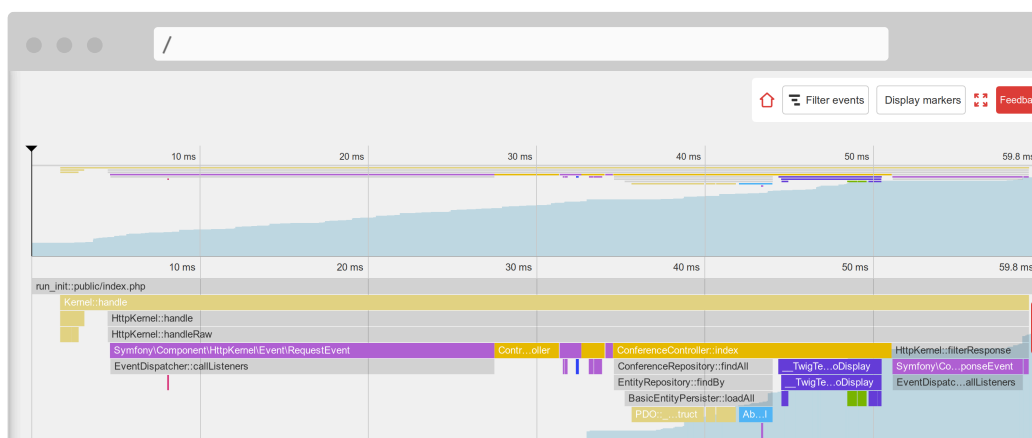 /
Filter events Display markers Feedba
10 ms 20 ms 30 ms 40 ms 50 ms 59.8 ms
10 ms 20 ms 30 ms 40 ms 50 ms 59.8 ms
run_init::public/index.php
Kernel::handle
HttpKernel::handle
HttpKernel::handleRaw
Symfony\Component\HttpKernel\Event\RequestEvent Contr…oller ConferenceController::index HttpKernel::filterResponse
EventDispatcher::callListeners ConferenceRepository::findAll __TwigTe…oDisplay Symfony\Co…ponseEvent
EntityRepository::findBy __TwigTe…oDisplay EventDispatc…allListeners
BasicEntityPersister::loadAll
PDO::_…truct Ab…l